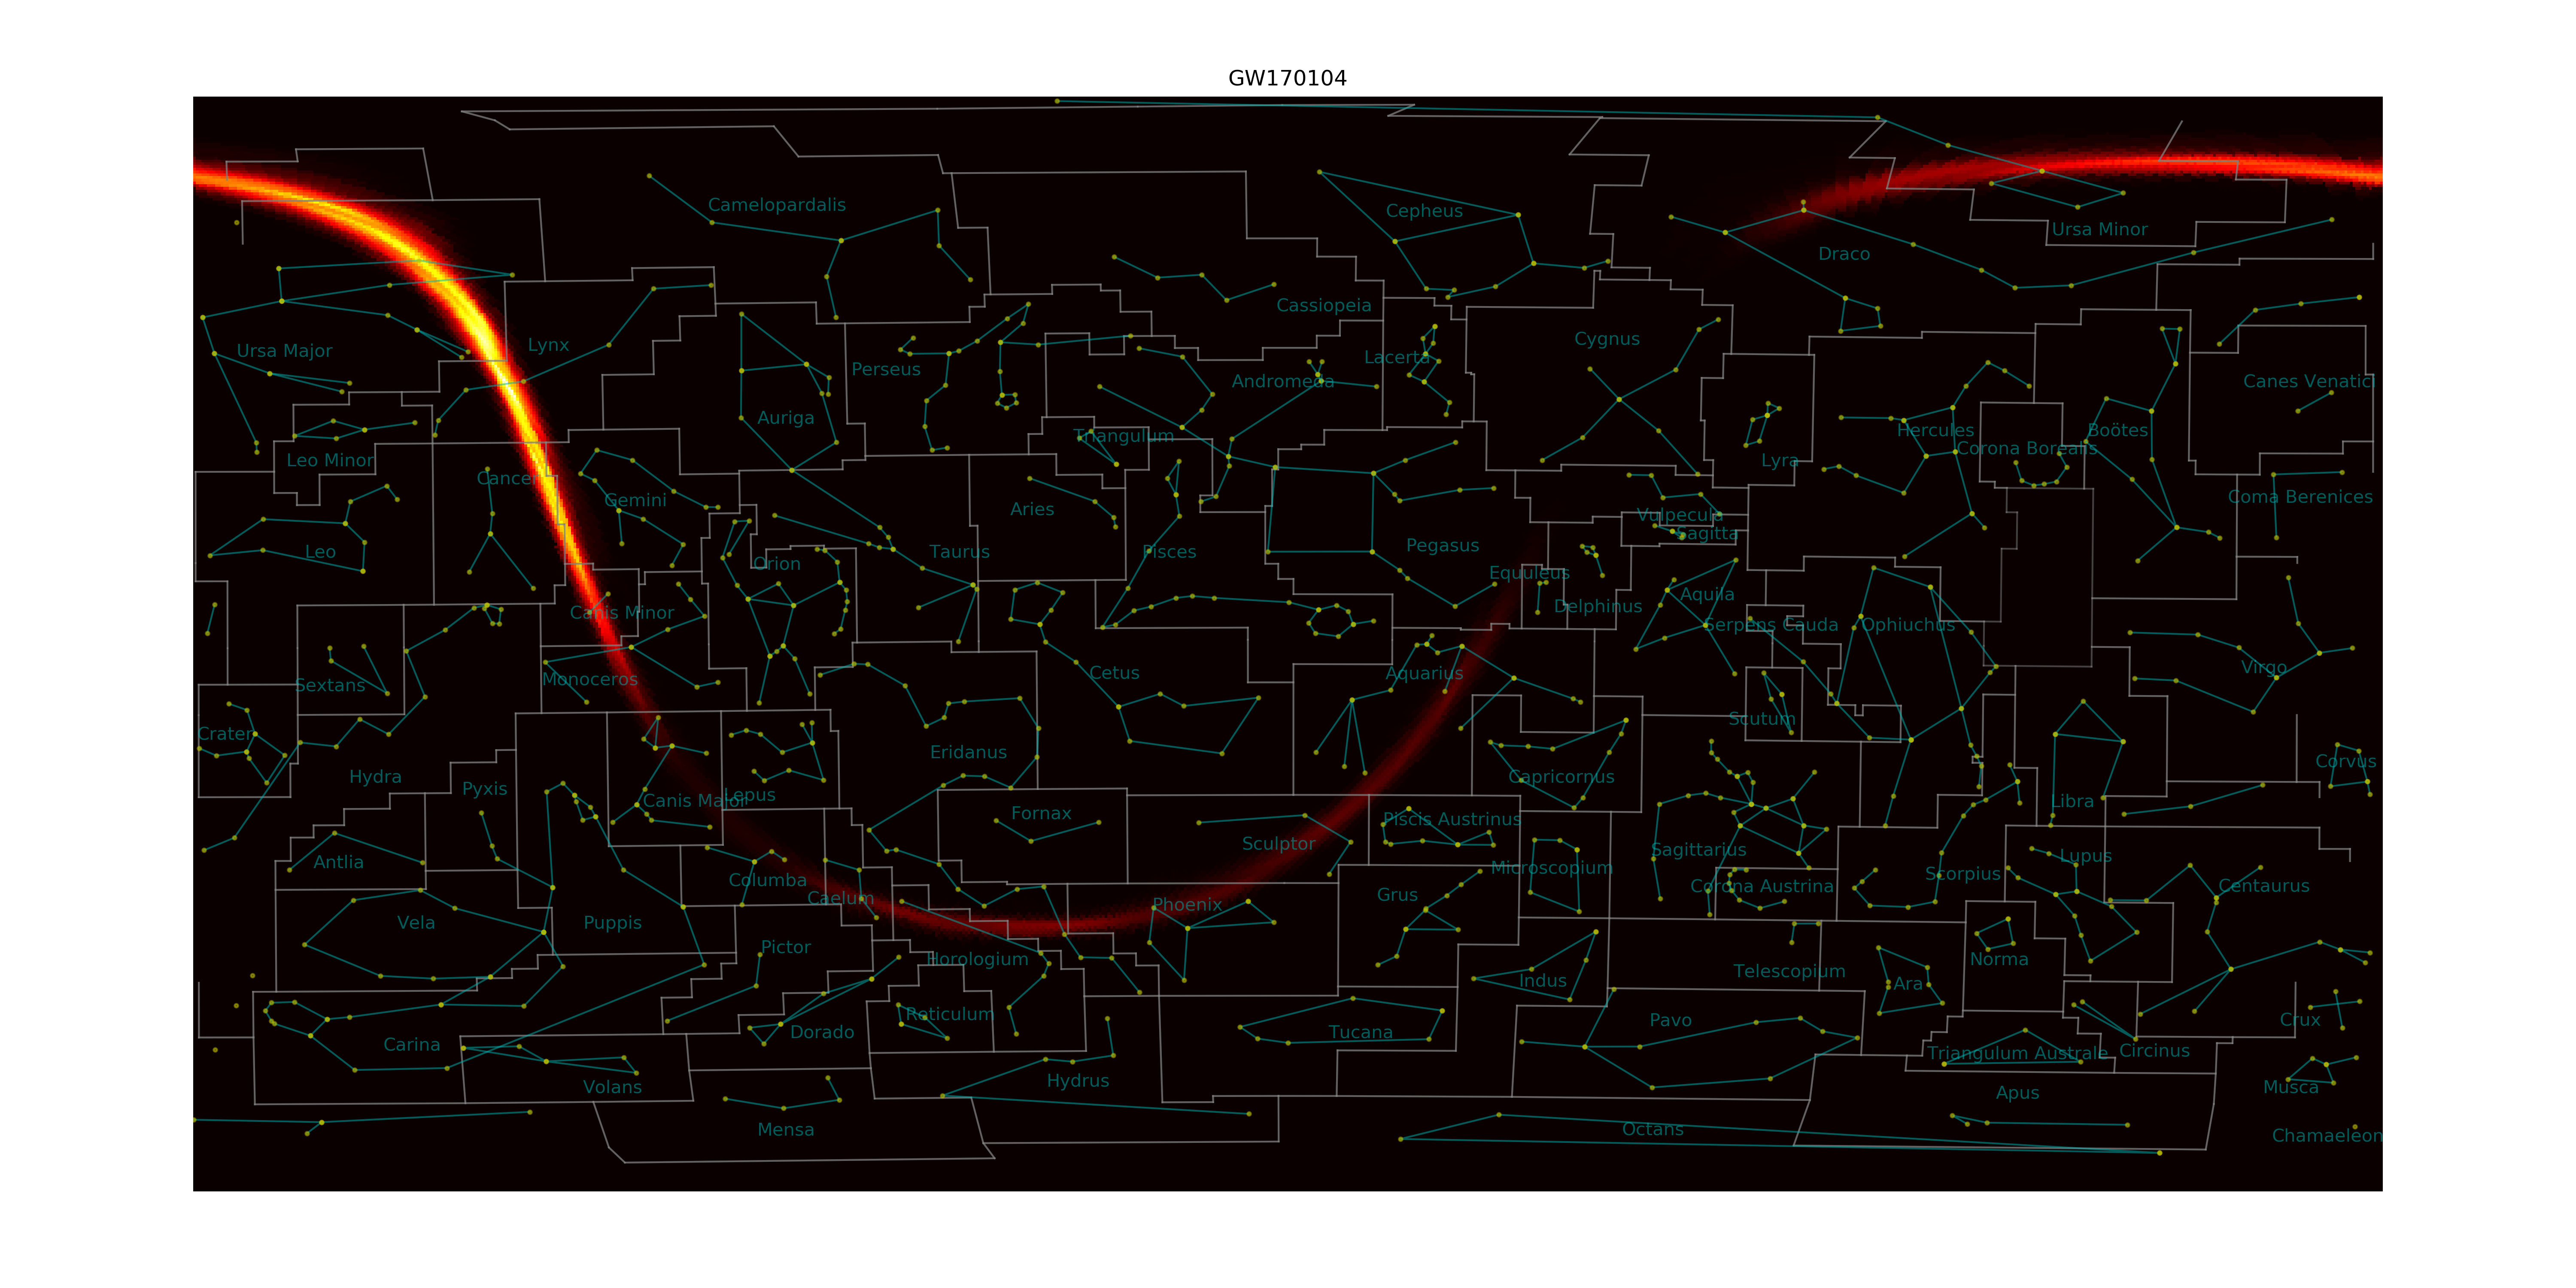 GW170104
Camelopardalis
Cepheus
Ursa Minor
Draco
Cassiopeia
Ursa Major
Lynx
Cygnus
Perseus
Lacerta
Andromeda
Canes Venatici
Auriga
Triangulum
Hercules
Boötes
Corona Borealis
Leo Minor
Lyra
Cancer
Gemini
Aries
Coma Berenices
Vulpecula
Sagitta
Leo
Orion
Taurus
Pisces
Pegasus
Equuleus
Canis Minor
Delphinus
Aquila
Serpens Cauda
Ophiuchus
Sextans
Monoceros
Cetus
Aquarius
Virgo
Crater
Scutum
Hydra
Eridanus
Capricornus
Corvus
Pyxis
Canis Major
Lepus
Libra
Fornax
Piscis Austrinus
Antlia
Sculptor
Sagittarius
Lupus
Columba
Microscopium
Scorpius
Caelum
Grus
Corona Austrina
Centaurus
Vela
Puppis
Phoenix
Pictor
Horologium
Norma
Telescopium
Indus
Ara
Reticulum
Carina
Dorado
Tucana
Pavo
Crux
Triangulum Australe
Circinus
Volans
Hydrus
Apus
Musca
Mensa
Octans
Chamaeleon